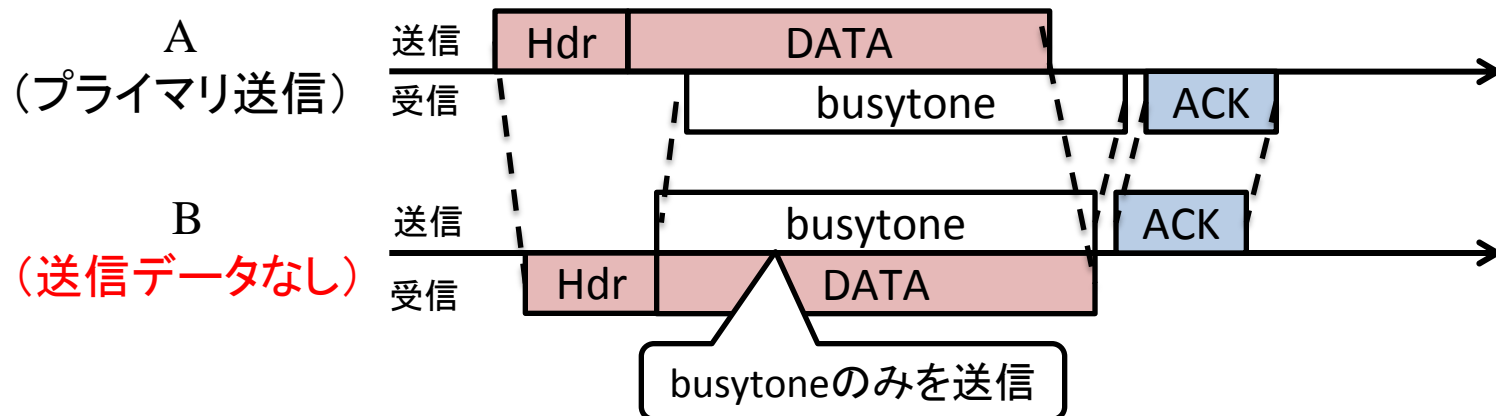 A
(プライマリ送信)
送信
Hdr
DATA
受信
busytone
ACK
B
(送信データなし)
送信
busytone
ACK
受信
Hdr
DATA
busytoneのみを送信